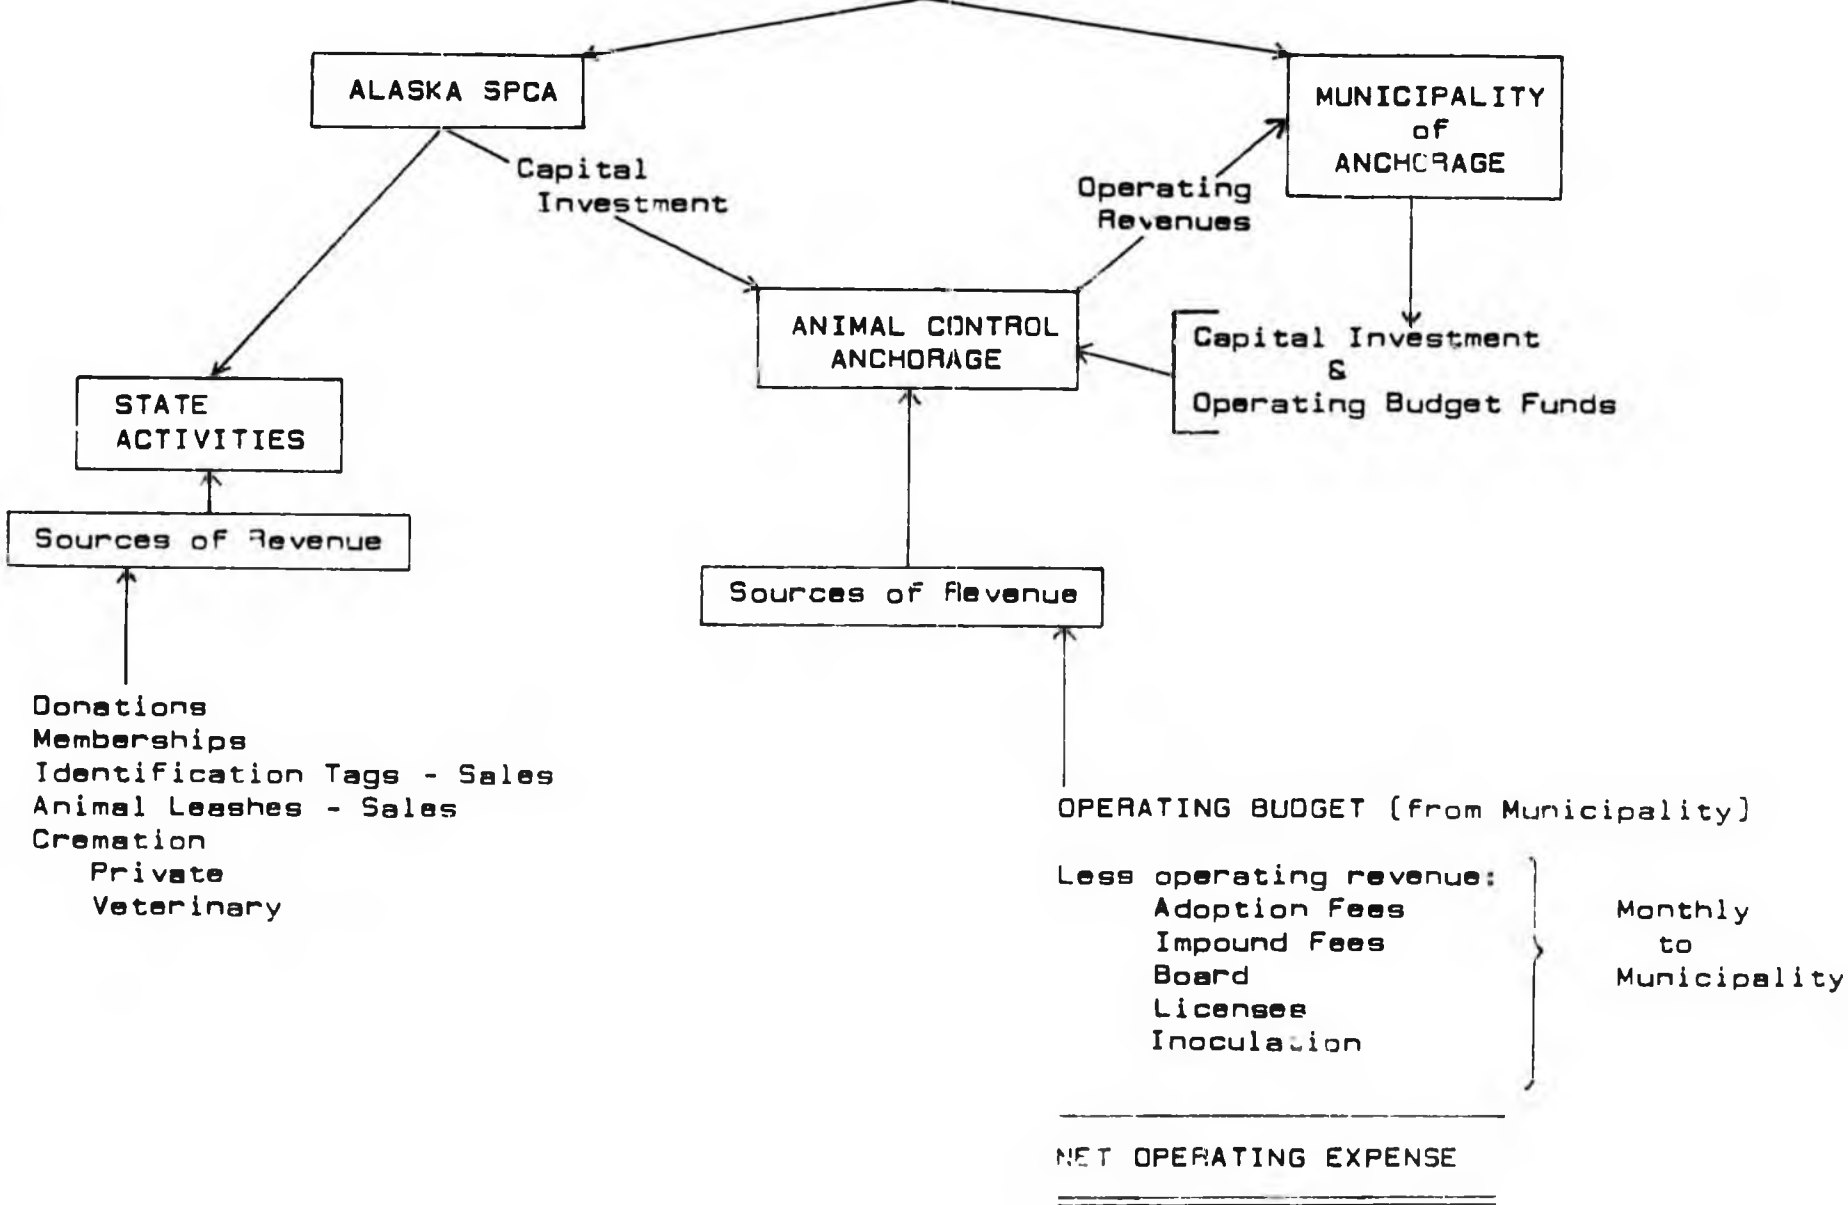 ALASKA SPCA
MUNICIPALITY
of
ANCHORAGE
Capital
Investment
Operating
Revenues
ANIMAL CONTROL
ANCHORAGE
Capital Investment
&
Operating Budget Funds
STATE
ACTIVITIES
Sources of Revenue
Sources of Revenue
Donations
Memberships
Identification Tags - Sales
Animal Leashes - Sales
Cremation
Private
Veterinary
OPERATING BUDGET (from Municipality)
Less operating revenue:
Adoption Fees
Impound Fees
Board
Licenses
Inoculation
Monthly
to
Municipality
NET OPERATING EXPENSE